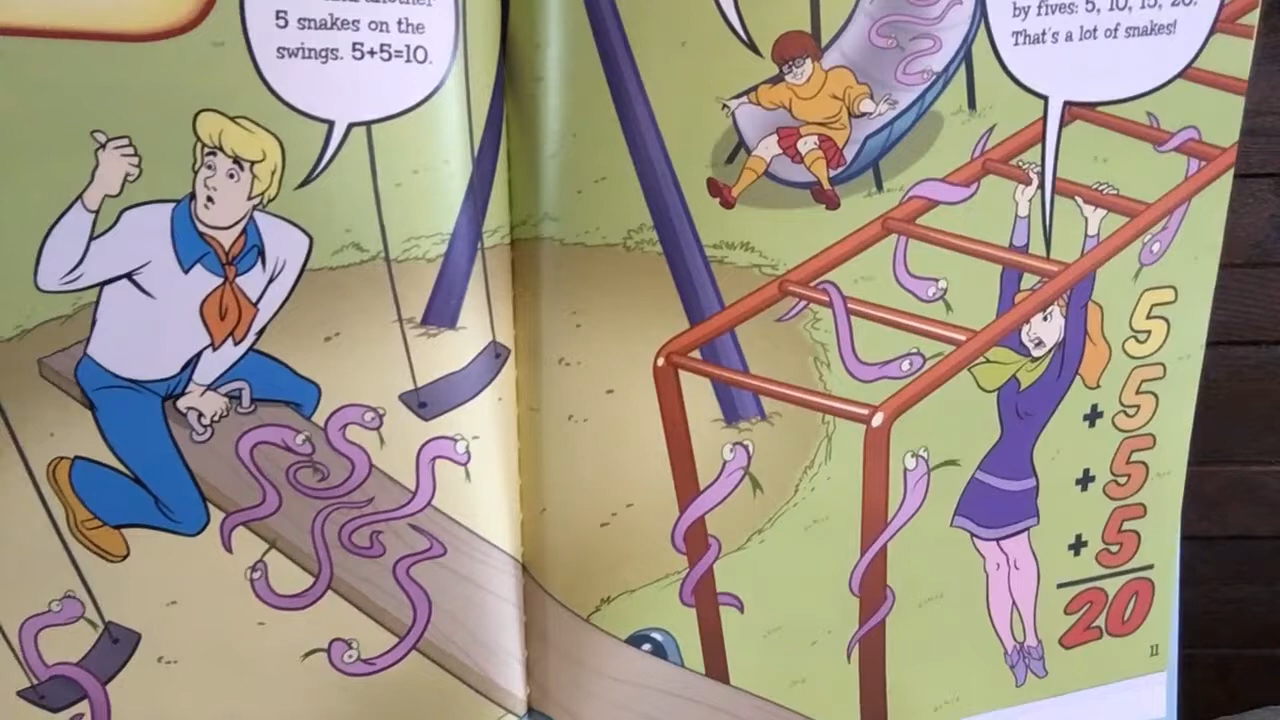 5 snakes on the
swings. 5+5=10.
by fives: 5, 10, 15, 20.
That's a lot of snakes!
5
+ 5
+ 5
+ 5
20
11